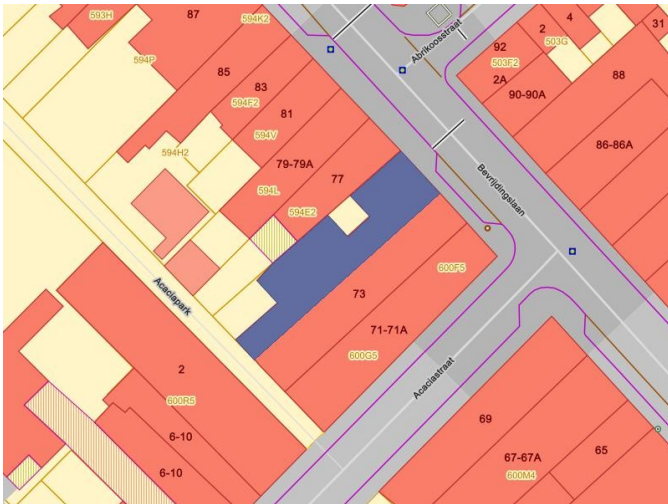 593H
87
594K2
594P
85
83
594F2
81
594V
594H2
79-79A
594L
77
594E2
Abrikoosstraat
92
2
4
503G
31
503F2
2A
88
90-90A
86-86A
Bevrijdingslaan
600F5
73
71-71A
600G5
Acaciapark
2
600R5
6-10
6-10
Acaciastraat
69
67-67A
65
600M4